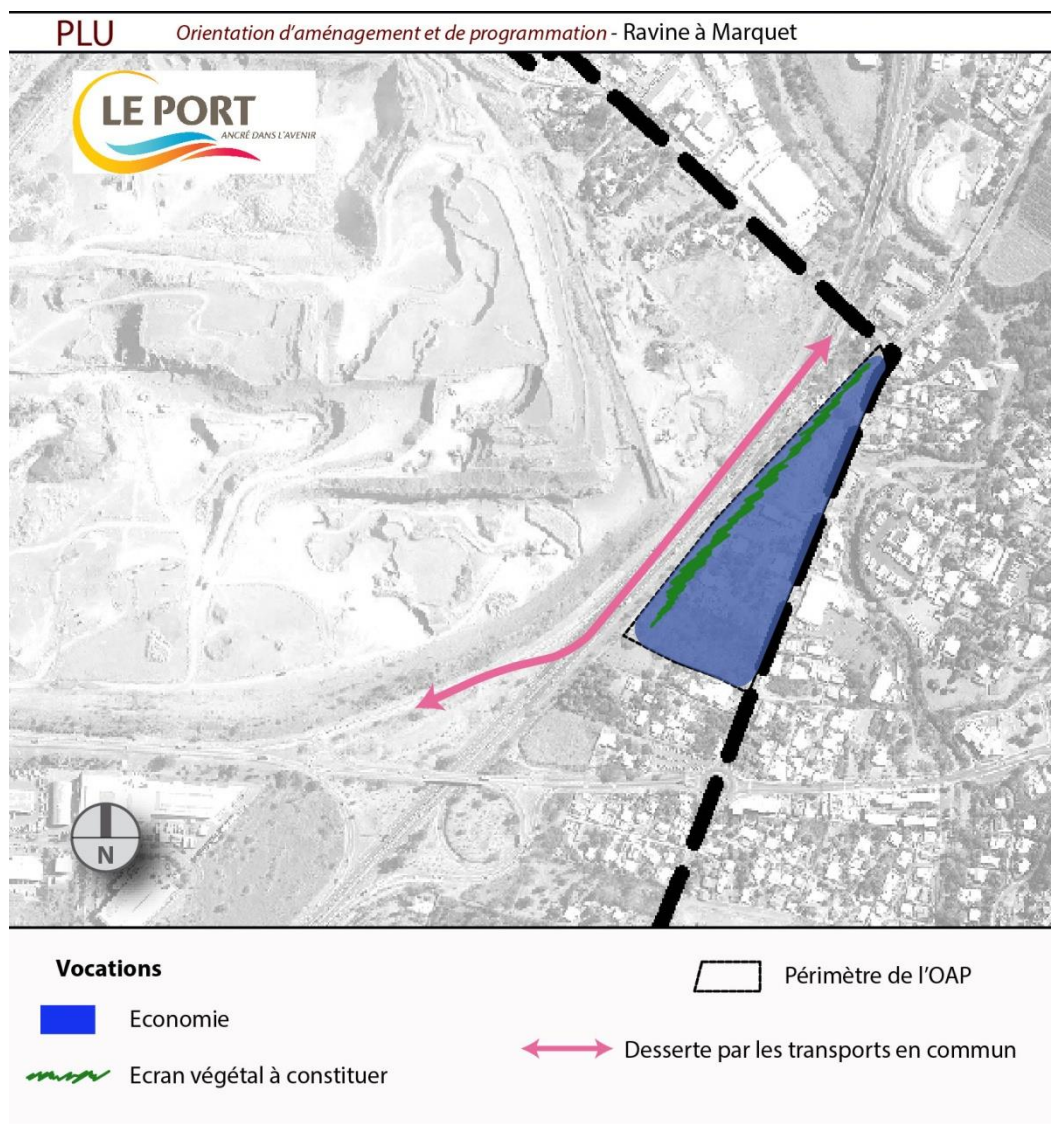 PLU Orientation d'aménagement et de programmation - Ravine à Marquet
LE PORT
ANCRÉ DANS L'AVENIR
N
Vocations
Economie
Ecran végétal à constituer
Périmètre de l'OAP
Desserte par les transports en commun